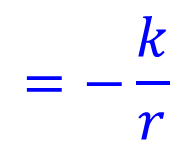 = − k/r